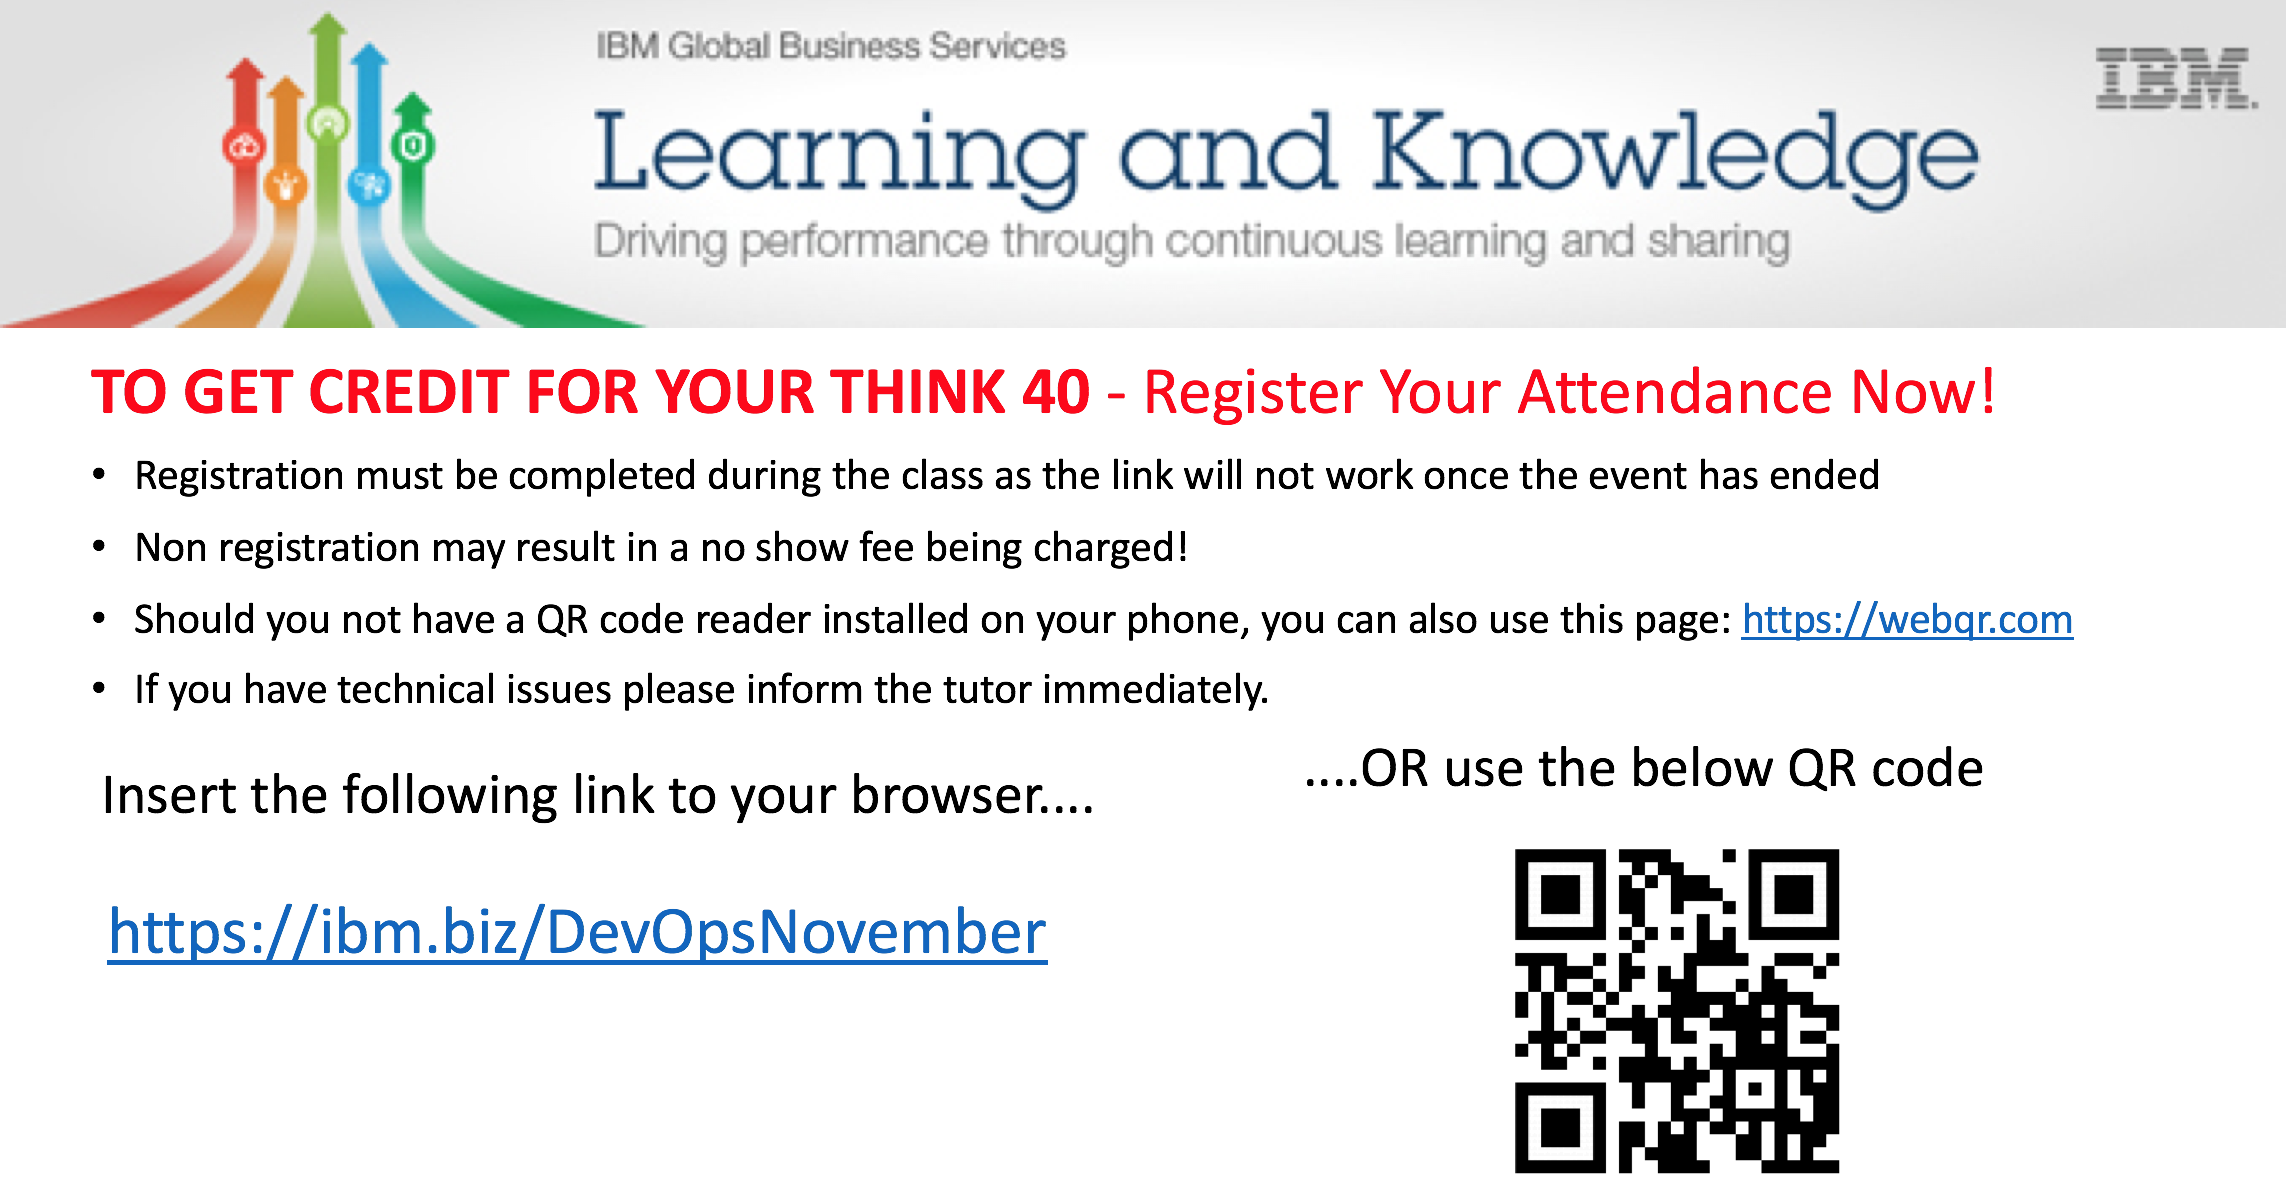 IBM Global Business Services
IBM.
Learning and Knowledge
Driving performance through continuous learning and sharing
TO GET CREDIT FOR YOUR THINK 40 - Register Your Attendance Now!
• Registration must be completed during the class as the link will not work once the event has ended
• Non registration may result in a no show fee being charged!
• Should you not have a QR code reader installed on your phone, you can also use this page: https://webqr.com
• If you have technical issues please inform the tutor immediately.
Insert the following link to your browser....
https://ibm.biz/DevOpsNovember
....OR use the below QR code